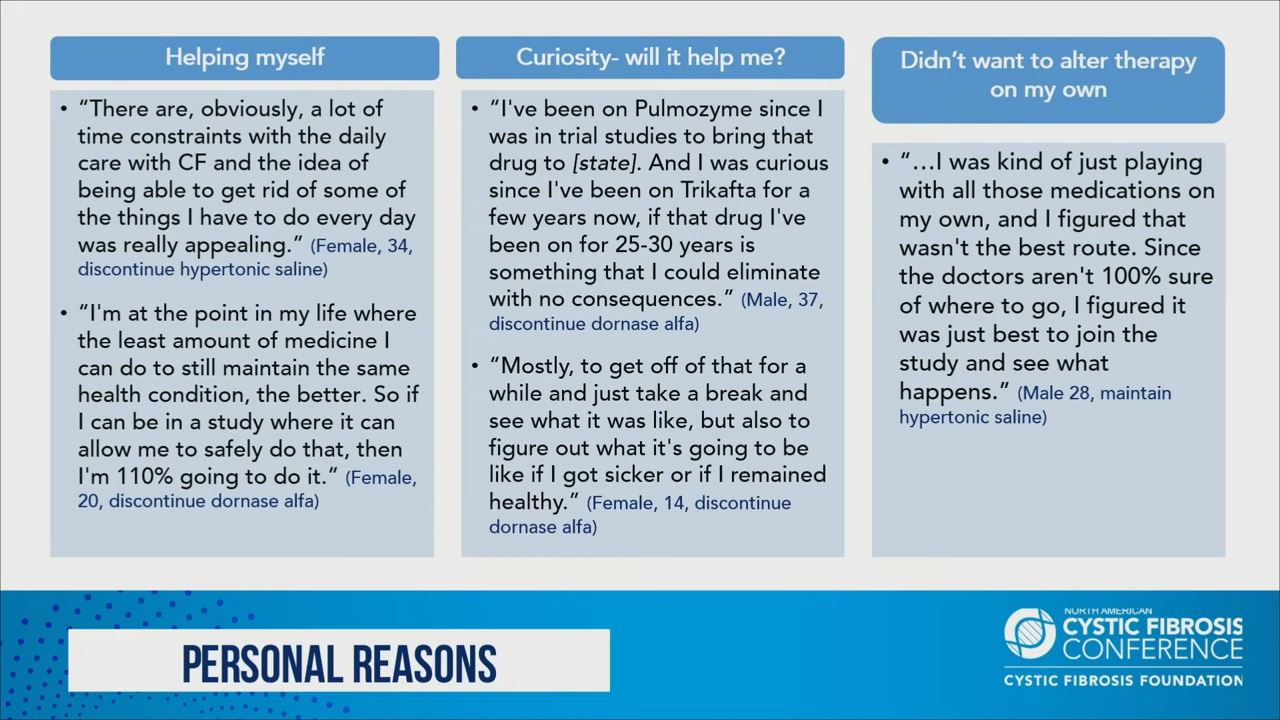 Helping myself
• “There are, obviously, a lot of
time constraints with the daily
care with CF and the idea of
being able to get rid of some of
the things I have to do every day
was really appealing.” (Female, 34,
discontinue hypertonic saline)
• “I'm at the point in my life where
the least amount of medicine I
can do to still maintain the same
health condition, the better. So if
I can be in a study where it can
allow me to safely do that, then
I'm 110% going to do it.” (Female,
20, discontinue dornase alfa)
Curiosity- will it help me?
• “I've been on Pulmozyme since I
was in trial studies to bring that
drug to [state]. And I was curious
since I've been on Trikafta for a
few years now, if that drug I've
been on for 25-30 years is
something that I could eliminate
with no consequences.” (Male, 37,
discontinue dornase alfa)
• “Mostly, to get off of that for a
while and just take a break and
see what it was like, but also to
figure out what it's going to be
like if I got sicker or if I remained
healthy.” (Female, 14, discontinue
dornase alfa)
Didn’t want to alter therapy
on my own
• “…I was kind of just playing
with all those medications on
my own, and I figured that
wasn't the best route. Since
the doctors aren't 100% sure
of where to go, I figured it
was just best to join the
study and see what
happens.” (Male 28, maintain
hypertonic saline)
PERSONAL REASONS
NORTH AMERICAN
CYSTIC FIBROSIS
CONFERENCE
CYSTIC FIBROSIS FOUNDATION